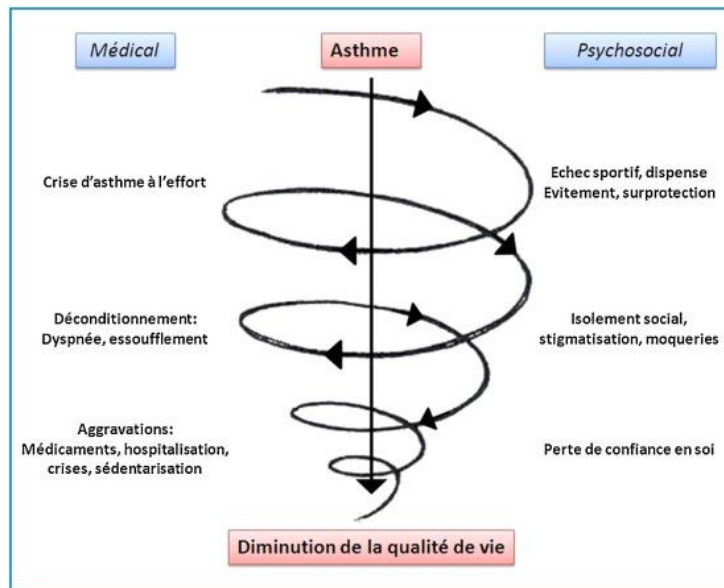 Médical
Asthme
Psychosocial
Crise d'asthme à l'effort
Echec sportif, dispense
Evitement, surprotection
Déconditionnement:
Dyspnée, essoufflement
Isolement social,
stigmatisation, moqueries
Aggravations:
Médicaments, hospitalisation,
crises, sédentarisation
Perte de confiance en soi
Diminution de la qualité de vie